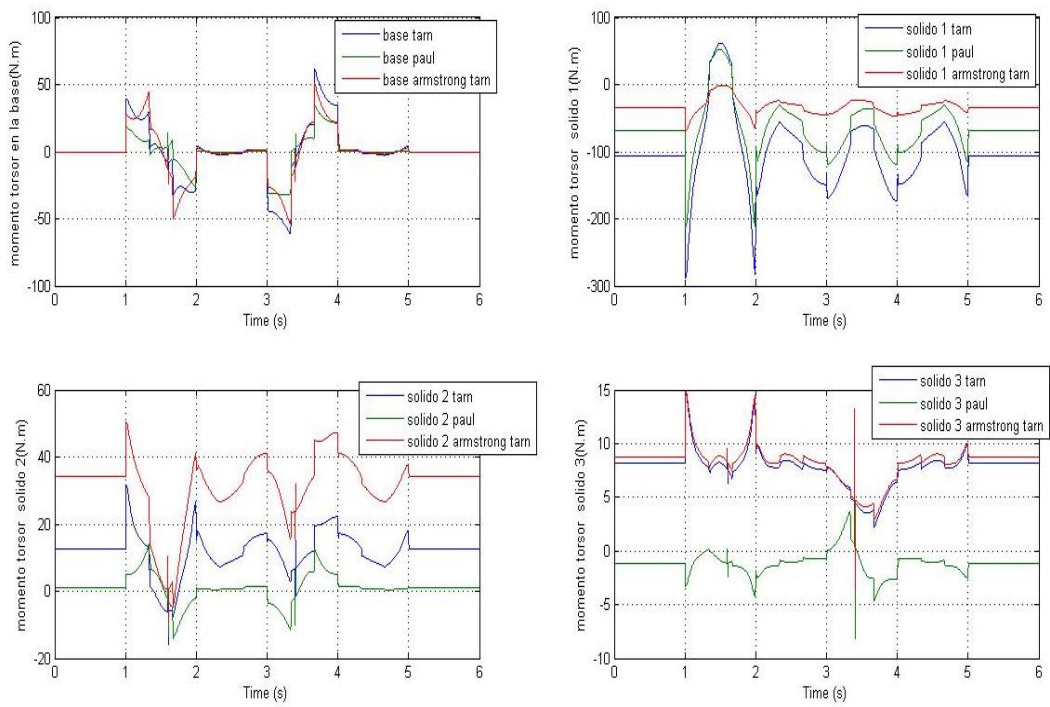 momento torsor en la base(N.m)
100
50
0
-50
-100
0
1
2
3
4
5
6
Time (s)
base tarn
base paul
base armstrong tarn
momento torsor solido 1(N.m)
100
0
-100
-200
-300
0
1
2
3
4
5
6
Time (s)
solido 1 tarn
solido 1 paul
solido 1 armstrong tarn
momento torsor solido 2(N.m)
60
40
20
0
-20
0
1
2
3
4
5
6
Time (s)
solido 2 tarn
solido 2 paul
solido 2 armstrong tarn
momento torsor solido 3(N.m)
15
10
5
0
-5
-10
0
1
2
3
4
5
6
Time (s)
solido 3 tarn
solido 3 paul
solido 3 armstrong tarn